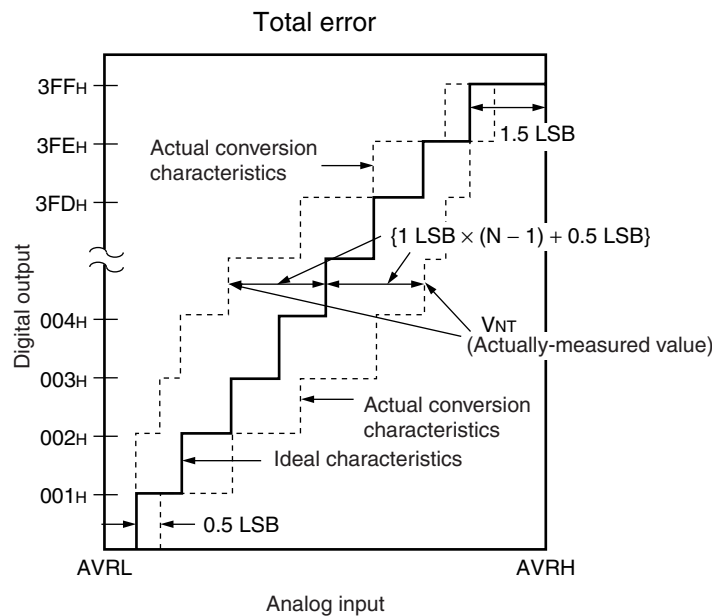 Total error
3FFH
3FEH
3FDH
004H
003H
002H
001H
Digital output
Actual conversion
characteristics
1.5 LSB
{1 LSB × (N − 1) + 0.5 LSB}
VNT
(Actually-measured value)
Actual conversion
characteristics
Ideal characteristics
0.5 LSB
AVRL
AVRH
Analog input